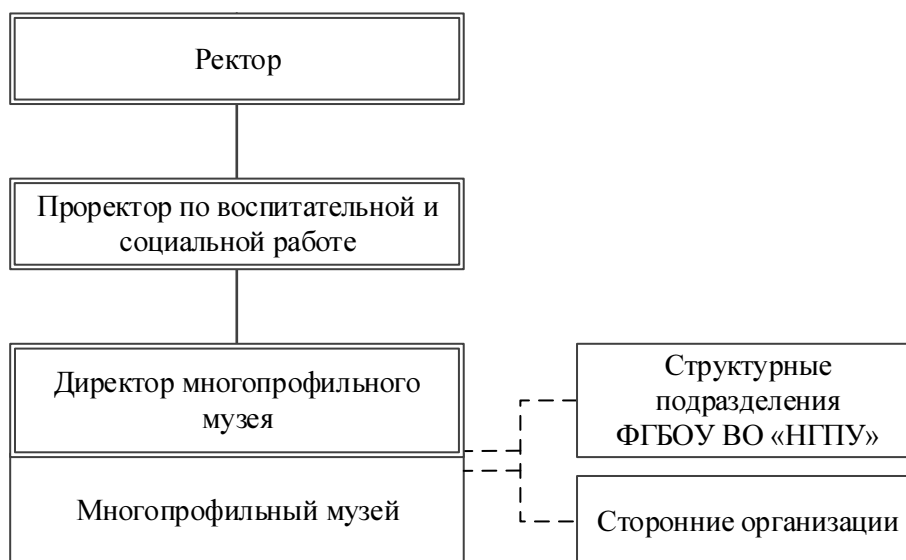 Ректор
Проректор по воспитательной и
социальной работе
Директор многопрофильного
музея
Многопрофильный музей
Структурные
подразделения
ФГБОУ ВО «НГПУ»
Сторонние организации